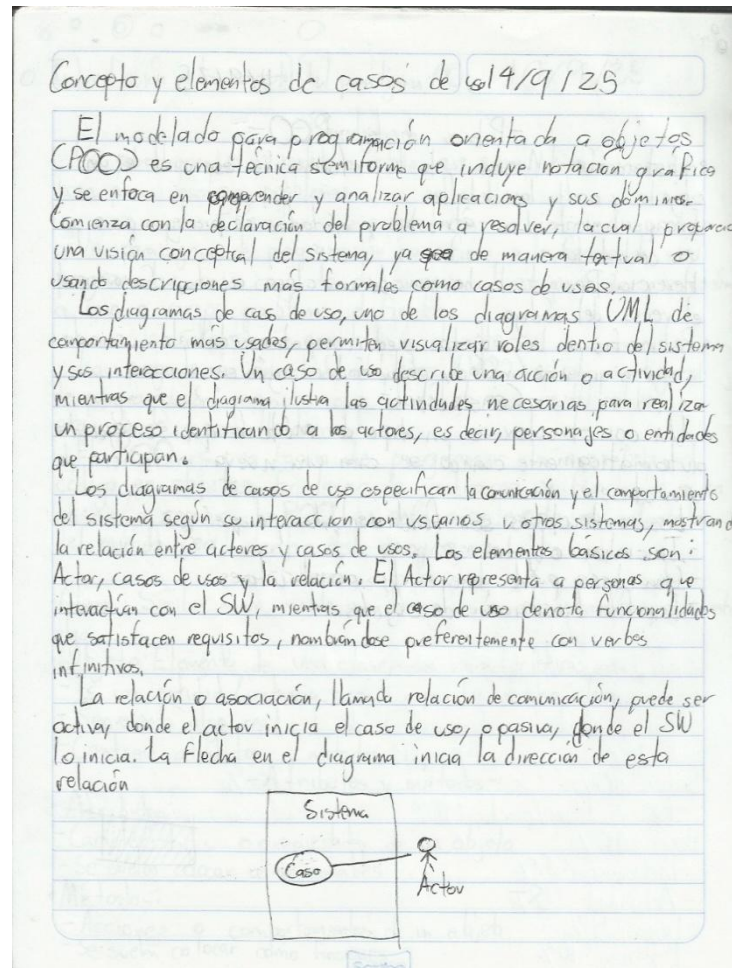 Concepto y elementos de casos de uso 14/9/25
El modelado para programación orientada a objetos
(POO) es una técnica semiforme que incluye notación gráfica
y se enfoca en comprender y analizar aplicacions y sus dominios.
Comienza con la declaración del problema a resolver, la cual proporcio
una visión conceptual del sistema, ya sea de manera textual o
usando descripciones más formales como casos de usos.
Los diagramas de caso de uso, uno de los diagramas UML de
comportamiento más usados, permiten visualizar roles dentro del sistema
y sus interacciones. Un caso de uso describe una acción o actividad,
mientras que el diagrama ilustra las actividades necesarias para realizar
un proceso identificando a los actores, es decir, personajes o entidades
que participan.
Los diagramas de casos de uso especifican la comunicación y el comportamiento
del sistema según su interacción con usuarios u otros sistemas, mostrando
la relación entre actores y casos de usos. Los elementos básicos son:
Actor, casos de usos y la relación. El Actor representa a personas que
interactúan con el SW, mientras que el caso de uso denota funcionalidades
que satisfacen requisitos, nombrándose preferentemente con verbos
infinitivos.
La relación o asociación, llamada relación de comunicación, puede ser
activa, donde el actor inicia el caso de uso, o pasiva, donde el SW
lo inicia. La flecha en el diagrama inicia la dirección de esta
relación
Sistema
Caso
Actor